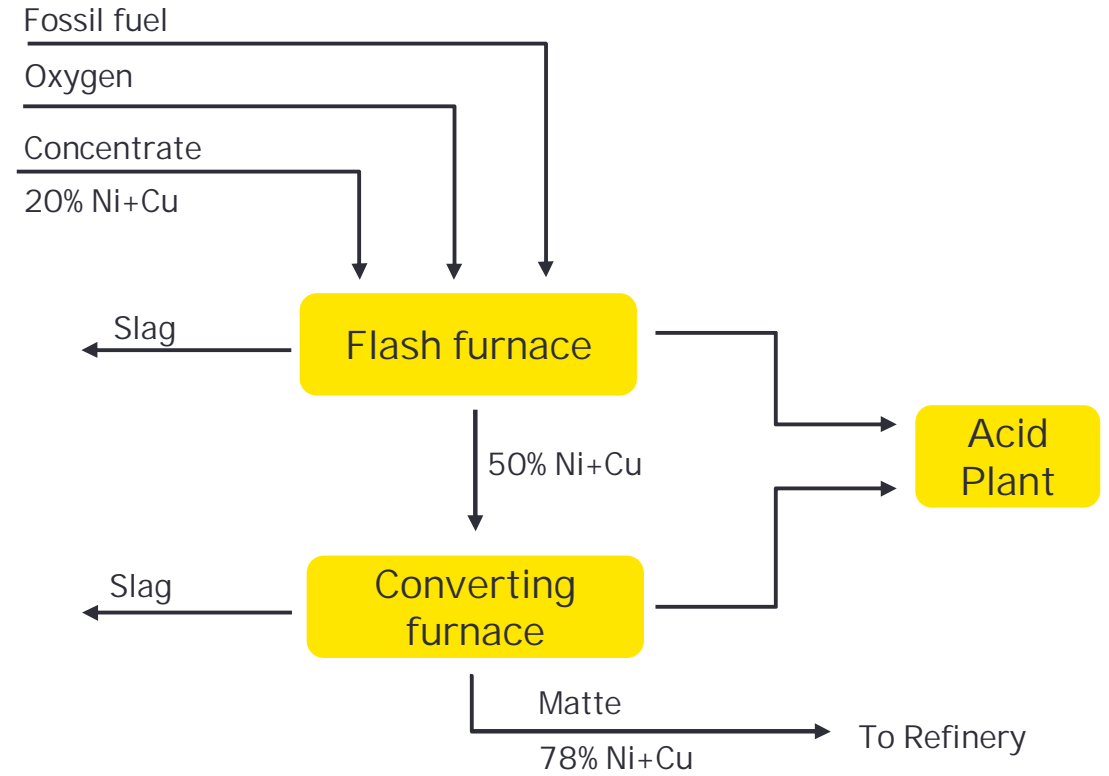 Fossil fuel
Oxygen
Concentrate
20% Ni+Cu
Slag
Flash furnace
50% Ni+Cu
Acid
Plant
Slag
Converting
furnace
Matte
78% Ni+Cu
To Refinery